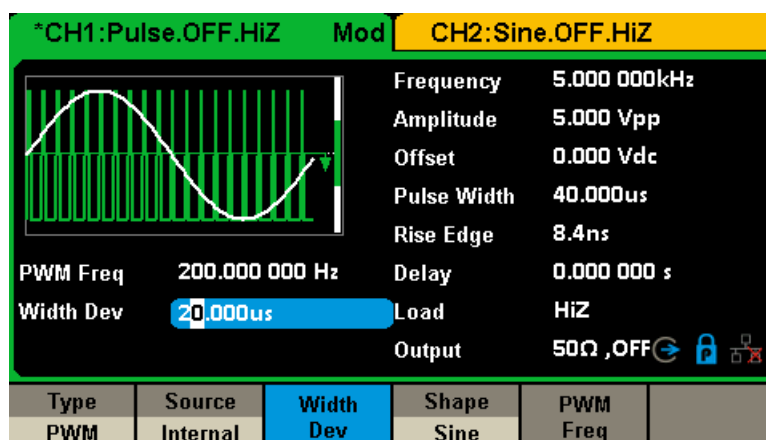 *CH1:Pulse.OFF.HiZ Mod CH2:Sine.OFF.HiZ
Frequency 5.000 000kHz
Amplitude 5.000 Vpp
Offset 0.000 Vdc
Pulse Width 40.000us
Rise Edge 8.4ns
PWM Freq 200.000 000 Hz Delay 0.000 000 s
Width Dev 20.000us Load HiZ
Output 50Ω ,OFF P
Type Source Width Dev Shape PWM Freq
PWM Internal Sine